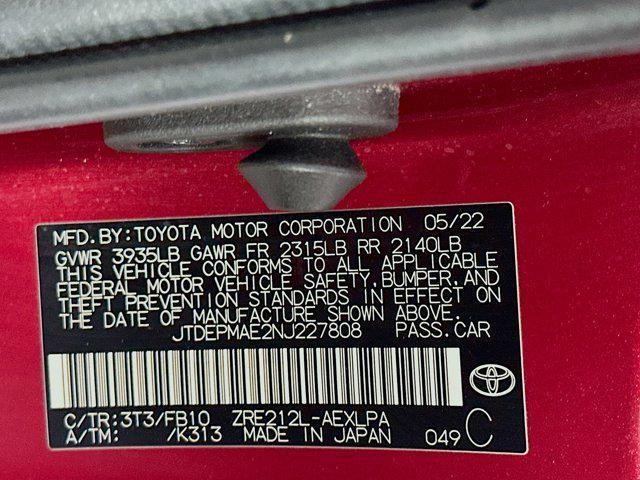 MFD.BY:TOYOTA MOTOR CORPORATION 05/22
GVWR 3935LB GAWR FR 2315LB RR 2140LB
THIS VEHICLE CONFORMS TO ALL APPLICABLE
FEDERAL MOTOR VEHICLE SAFETY,BUMPER,AND
THEFT PREVENTION STANDARDS IN EFFECT ON
THE DATE OF MANUFACTURE SHOWN ABOVE.
JTDEPMAE2NJ227808 PASS.CAR
C/TR:3T3/FB10 ZRE212L-AEXLPA
A/TM: /K313 MADE IN JAPAN 049 C